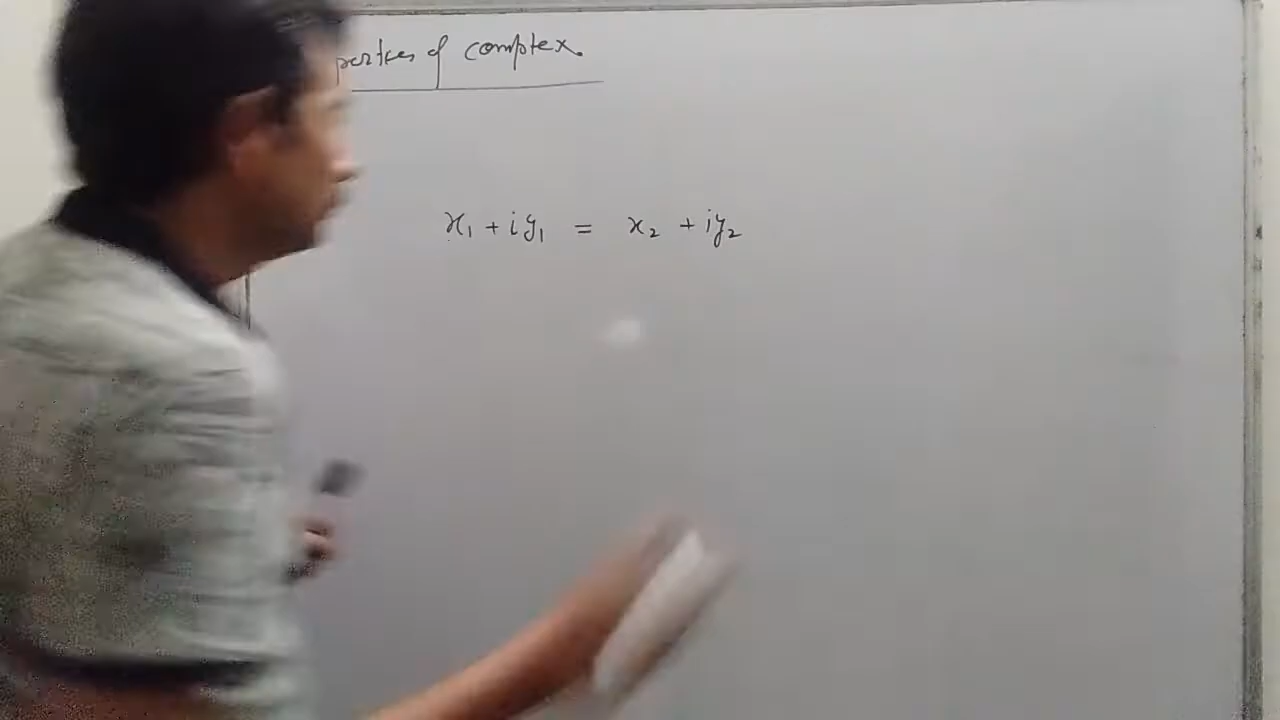 perties of complex.
x₁ + iy₁ = x₂ + iy₂